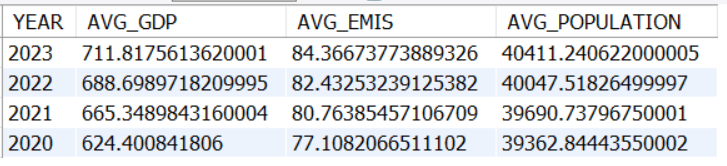 YEAR AVG_GDP AVG_EMIS AVG_POPULATION
2023 711.8175613620001 84.36673773889326 40411.240622000005
2022 688.6989718209995 82.43253239125382 40047.51826499997
2021 665.3489843160004 80.76385457106709 39690.73796750001
2020 624.400841806 77.1082066511102 39362.84443550002